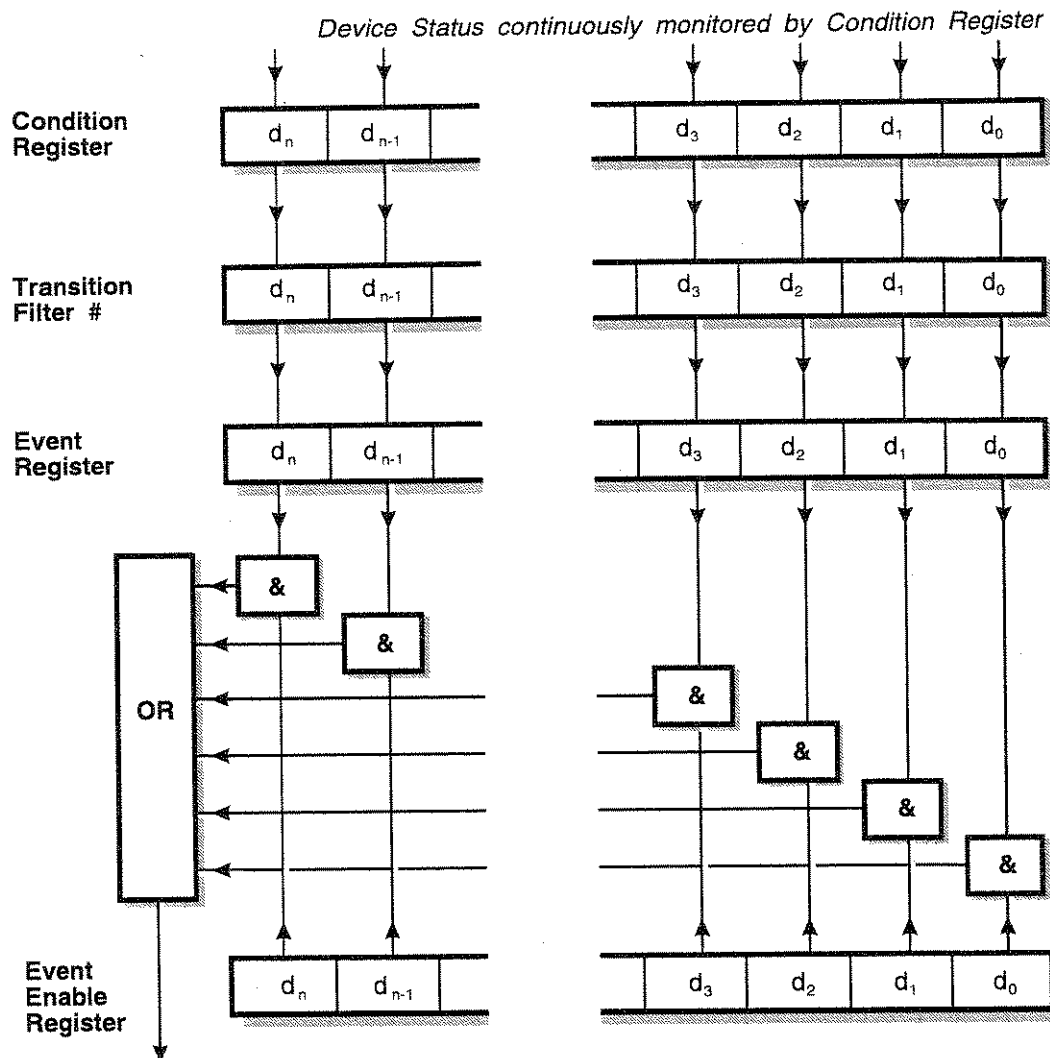 Device Status continuously monitored by Condition Register
Condition
Register
dₙ dₙ₋₁ d₃ d₂ d₁ d₀
Transition
Filter #
dₙ dₙ₋₁ d₃ d₂ d₁ d₀
Event
Register
dₙ dₙ₋₁ d₃ d₂ d₁ d₀
&
&
&
OR
&
&
&
Event
Enable
Register
dₙ dₙ₋₁ d₃ d₂ d₁ d₀